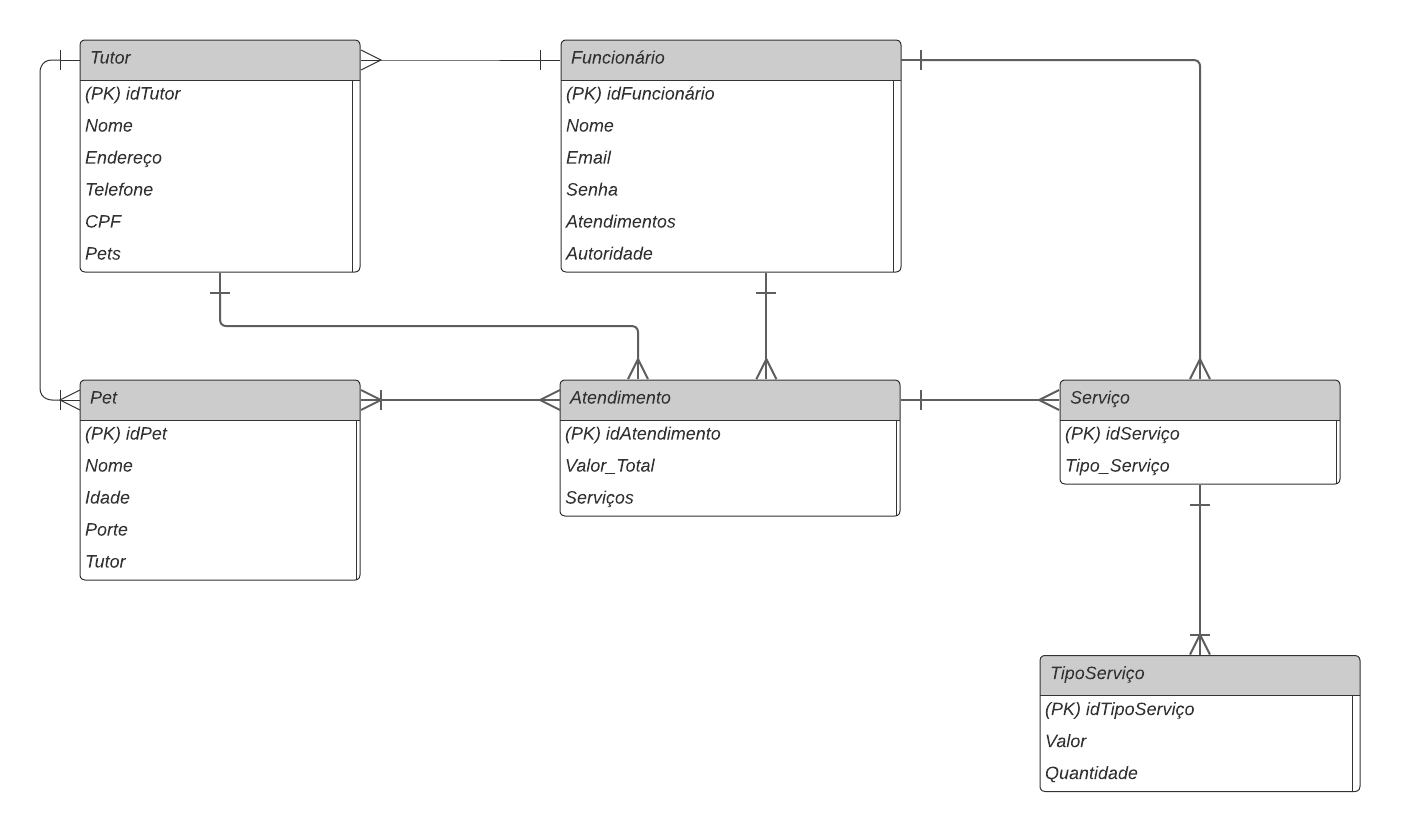 Tutor
(PK) idTutor
Nome
Endereço
Telefone
CPF
Pets
Funcionário
(PK) idFuncionário
Nome
Email
Senha
Atendimentos
Autoridade
Pet
(PK) idPet
Nome
Idade
Porte
Tutor
Atendimento
(PK) idAtendimento
Valor_Total
Serviços
Serviço
(PK) idServiço
Tipo_Serviço
TipoServiço
(PK) idTipoServiço
Valor
Quantidade